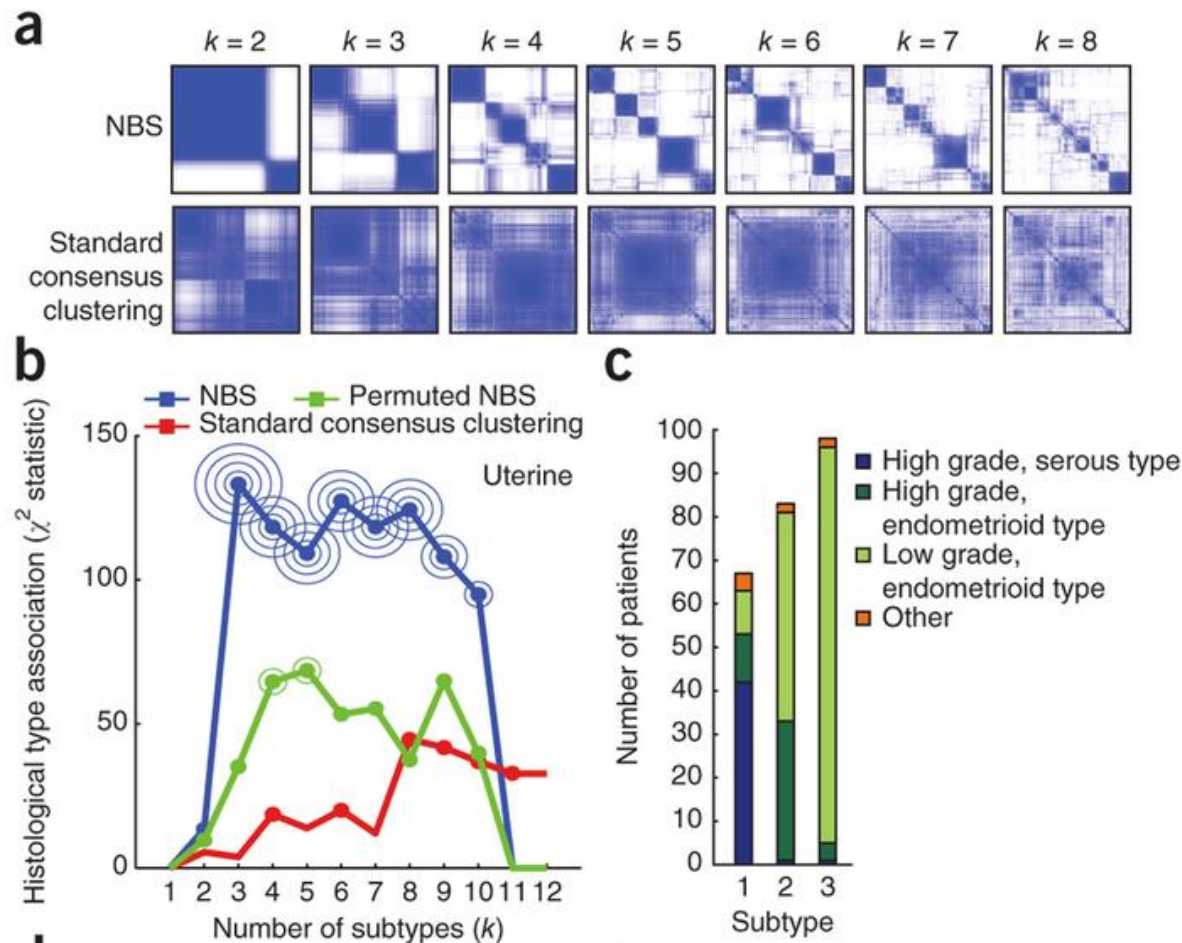 a
k = 2 k = 3 k = 4 k = 5 k = 6 k = 7 k = 8
NBS
Standard
consensus
clustering
b
NBS Permuted NBS
Standard consensus clustering
Histological type association (χ² statistic)
150
100
50
0
Uterine
1 2 3 4 5 6 7 8 9 10 11 12
Number of subtypes (k)
c
Number of patients
100
90
80
70
60
50
40
30
20
10
0
1 2 3
Subtype
High grade, serous type
High grade,
endometrioid type
Low grade,
endometrioid type
Other